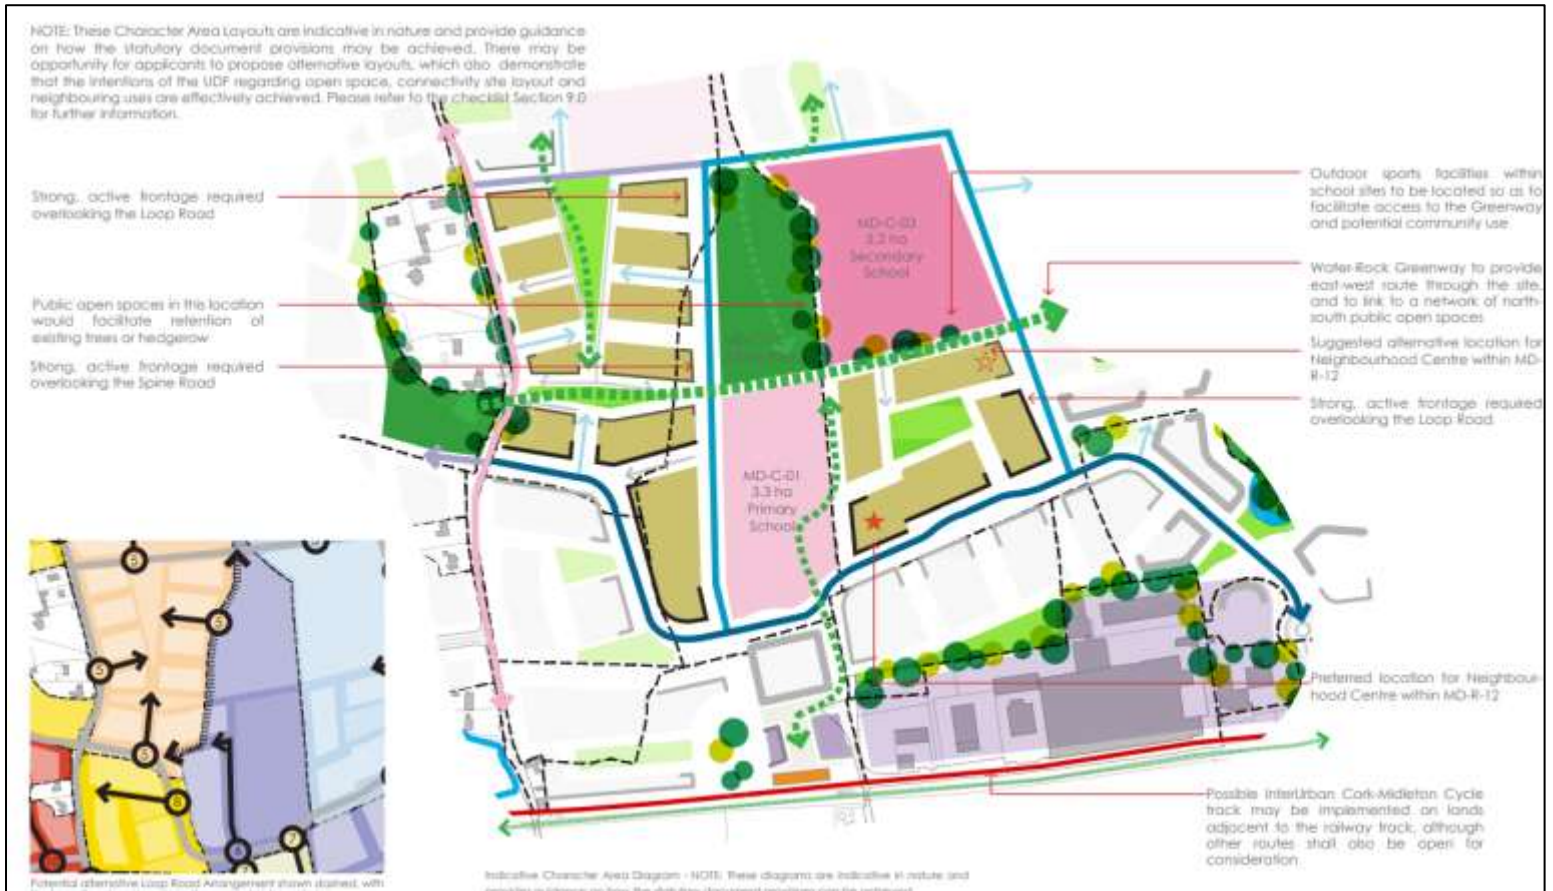 NOTE: These Character Area Layouts are indicative in nature and provide guidance
on how the statutory document provisions may be achieved. There may be
opportunity for applicants to propose alternative layouts, which also demonstrate
that the intentions of the UDF regarding open space, connectivity site layout and
neighbouring uses are effectively achieved. Please refer to the checklist Section 9.0
for further information.
Strong, active frontage required
overlooking the Loop Road
Public open spaces in this location
would facilitate retention of
existing trees or hedgerow
Strong, active frontage required
overlooking the Spine Road
MD-C-03
3.2 ha
Secondary
School
MD-C-01
3.3 ha
Primary
School
Outdoor sports facilities within
school sites to be located so as to
facilitate access to the Greenway
and potential community use
Water-Rock Greenway to provide
east-west route through the site,
and to link to a network of north-
south public open spaces
Suggested alternative location for
Neighbourhood Centre within MD-
R-12
Strong, active frontage required
overlooking the Loop Road.
Preferred location for Neighbour-
hood Centre within MD-R-12
Possible InterUrban Cork-Midleton Cycle
track may be implemented on lands
adjacent to the railway track, although
other routes shall also be open for
consideration
5
5
5
5
8
6
7
7
Potential alternative Loop Road Arrangement shown dashed, with
Indicative Character Area Diagram - NOTE: These diagrams are indicative in nature and